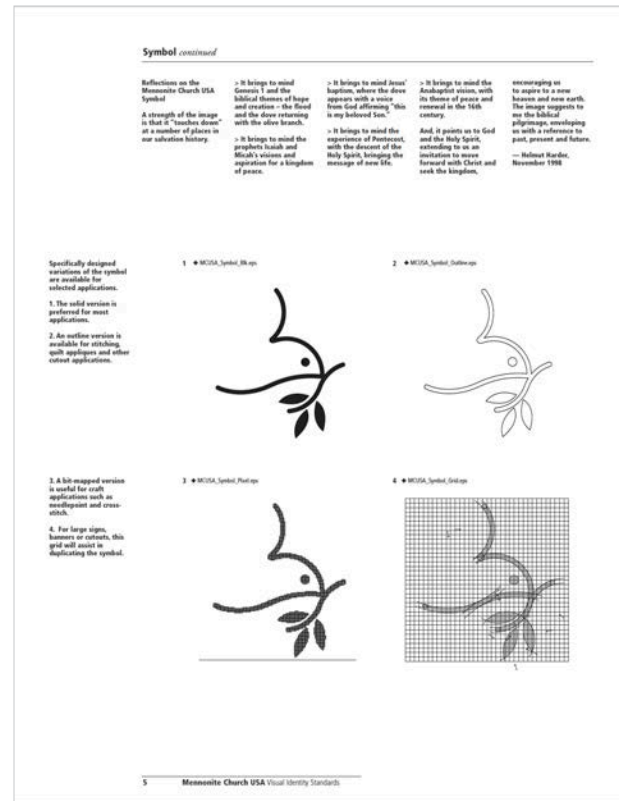 Symbol continued
Reflections on the
Mennonite Church USA
Symbol
A strength of the image
is that it "touches down"
at a number of places in
our salvation history.
> It brings to mind
Genesis 1 and the
biblical themes of hope
and creation – the flood
and the dove returning
with the olive branch.
> It brings to mind the
prophets Isaiah and
Micah's visions and
aspiration for a kingdom
of peace.
> It brings to mind Jesus'
baptism, where the dove
appears with a voice
from God affirming "this
is my beloved Son."
> It brings to mind the
experience of Pentecost,
with the descent of the
Holy Spirit, bringing the
message of new life.
> It brings to mind the
Anabaptist vision, with
its theme of peace and
renewal in the 16th
century.
And, it points us to God
and the Holy Spirit,
extending to us an
invitation to move
forward with Christ and
seek the kingdom,
encouraging us
to aspire to a new
heaven and new earth.
The image suggests to
me the biblical
pilgrimage, enveloping
us with a reference to
past, present and future.
— Helmut Harder,
November 1998
Specifically designed
variations of the symbol
are available for
selected applications.
1. The solid version is
preferred for most
applications.
2. An outline version is
available for stitching,
quilt appliques and other
cutout applications.
1 ◆ MCUSA_Symbol_Blk.eps
2 ◆ MCUSA_Symbol_Outline.eps
3. A bit-mapped version
is useful for craft
applications such as
needlepoint and cross-
stitch.
4. For large signs,
banners or cutouts, this
grid will assist in
duplicating the symbol.
3 ◆ MCUSA_Symbol_Pixel.eps
4 ◆ MCUSA_Symbol_Grid.eps
5 Mennonite Church USA Visual Identity Standards